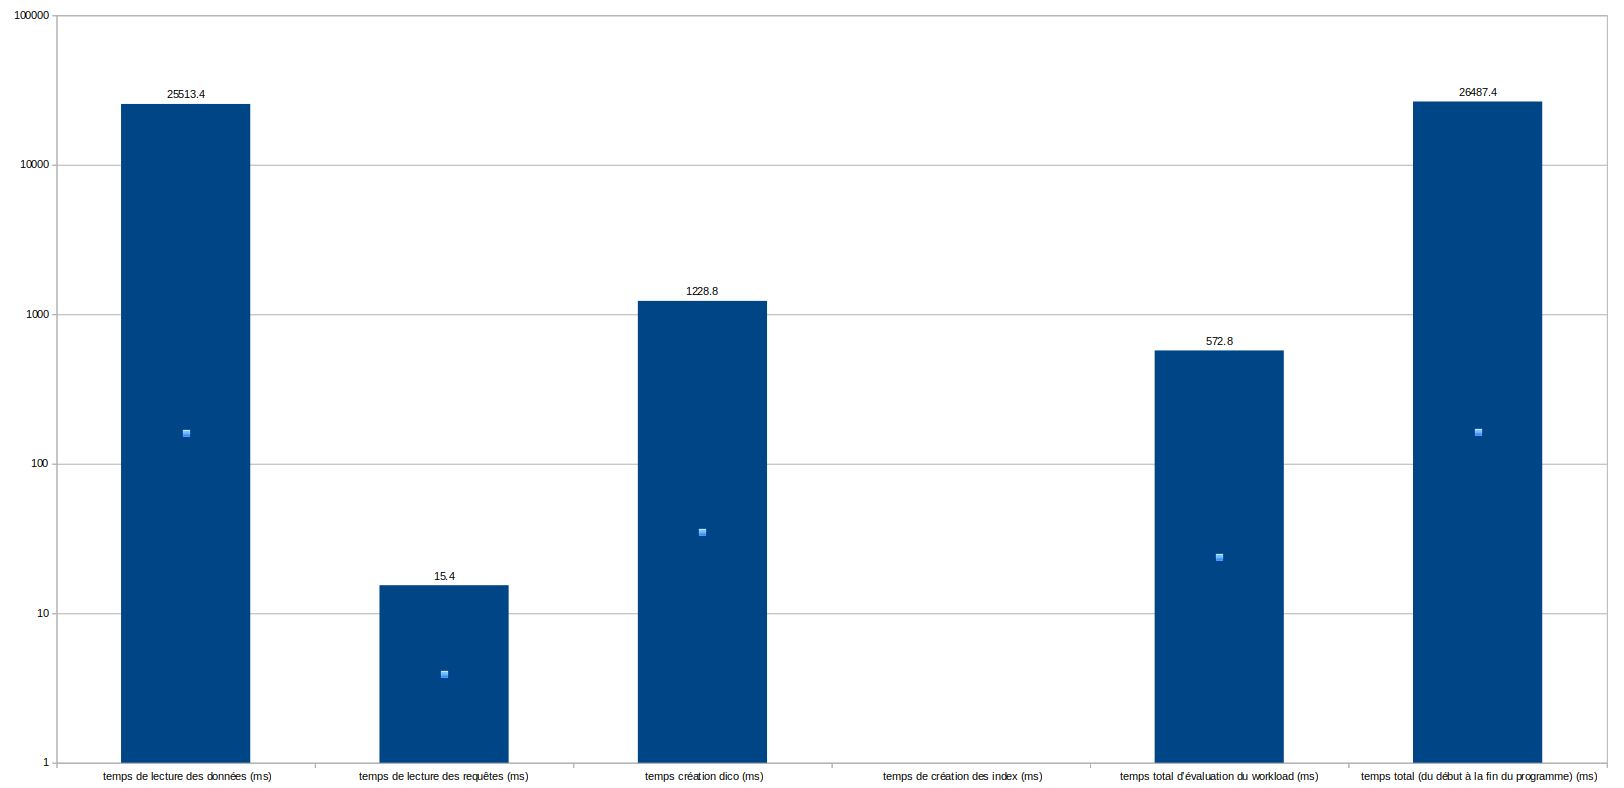 100000
25513.4
26487.4
10000
1228.8
1000
572.8
100
15.4
10
1
temps de lecture des données (ms)
temps de lecture des requêtes (ms)
temps création dico (ms)
temps de création des index (ms)
temps total d'évaluation du workload (ms)
temps total (du début à la fin du programme) (ms)